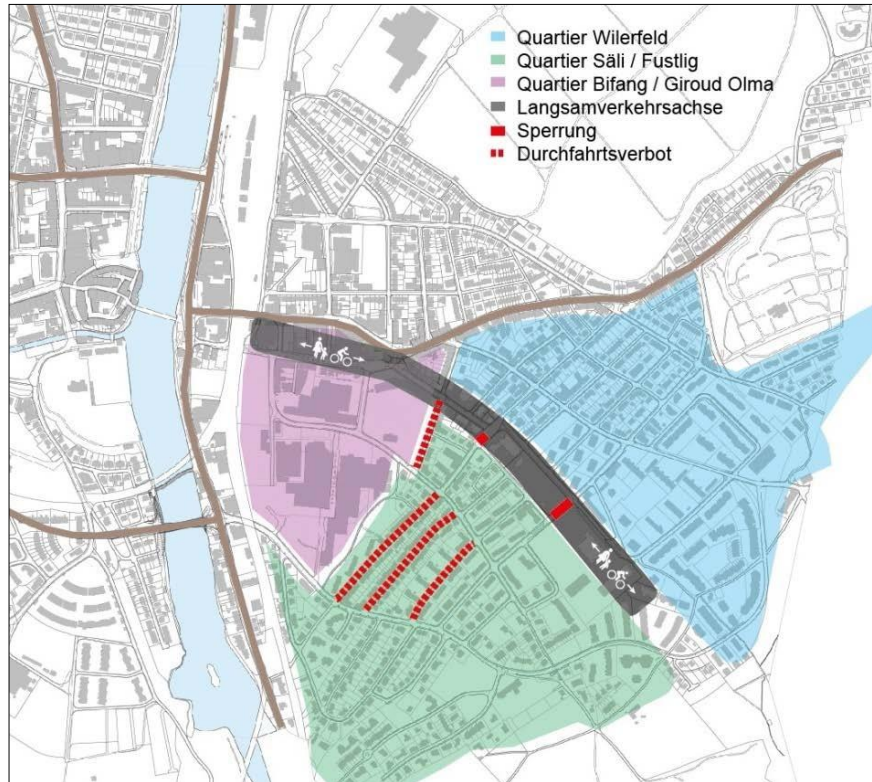 Quartier Wilerfeld
Quartier Säli / Fustlig
Quartier Bifang / Giroud Olma
Langsamverkehrsachse
Sperrung
Durchfahrtsverbot